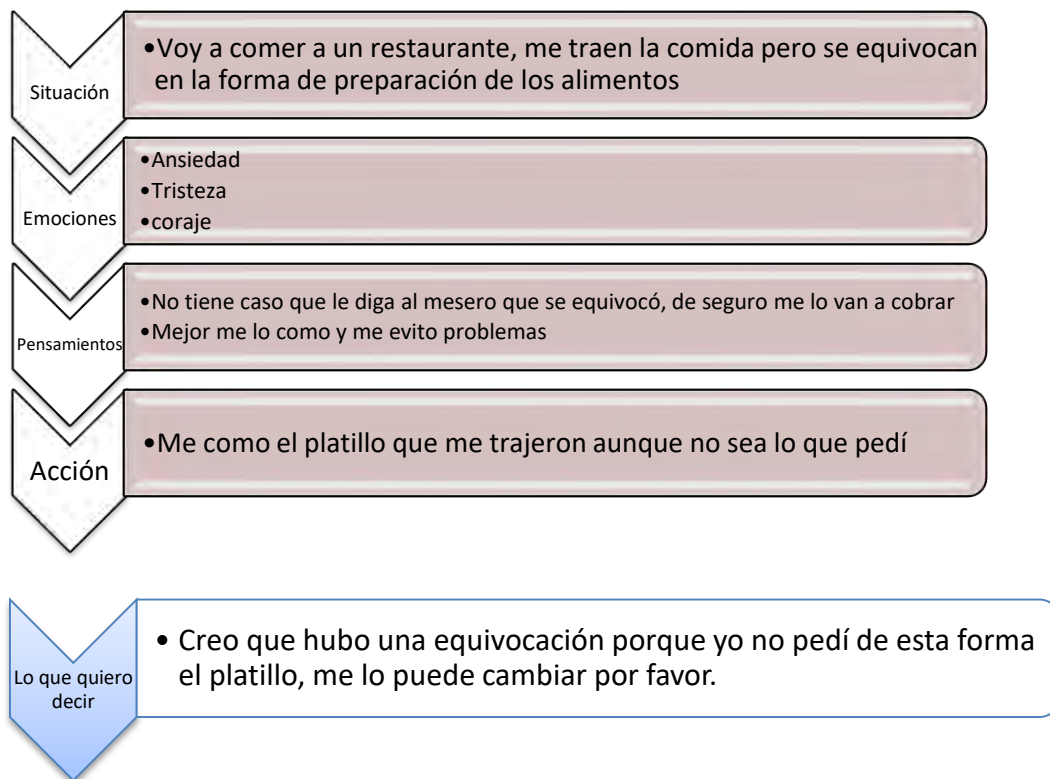 Situación
•Voy a comer a un restaurante, me traen la comida pero se equivocan
en la forma de preparación de los alimentos
Emociones
•Ansiedad
•Tristeza
•coraje
Pensamientos
•No tiene caso que le diga al mesero que se equivocó, de seguro me lo van a cobrar
•Mejor me lo como y me evito problemas
Acción
•Me como el platillo que me trajeron aunque no sea lo que pedí
Lo que quiero
decir
• Creo que hubo una equivocación porque yo no pedí de esta forma
el platillo, me lo puede cambiar por favor.